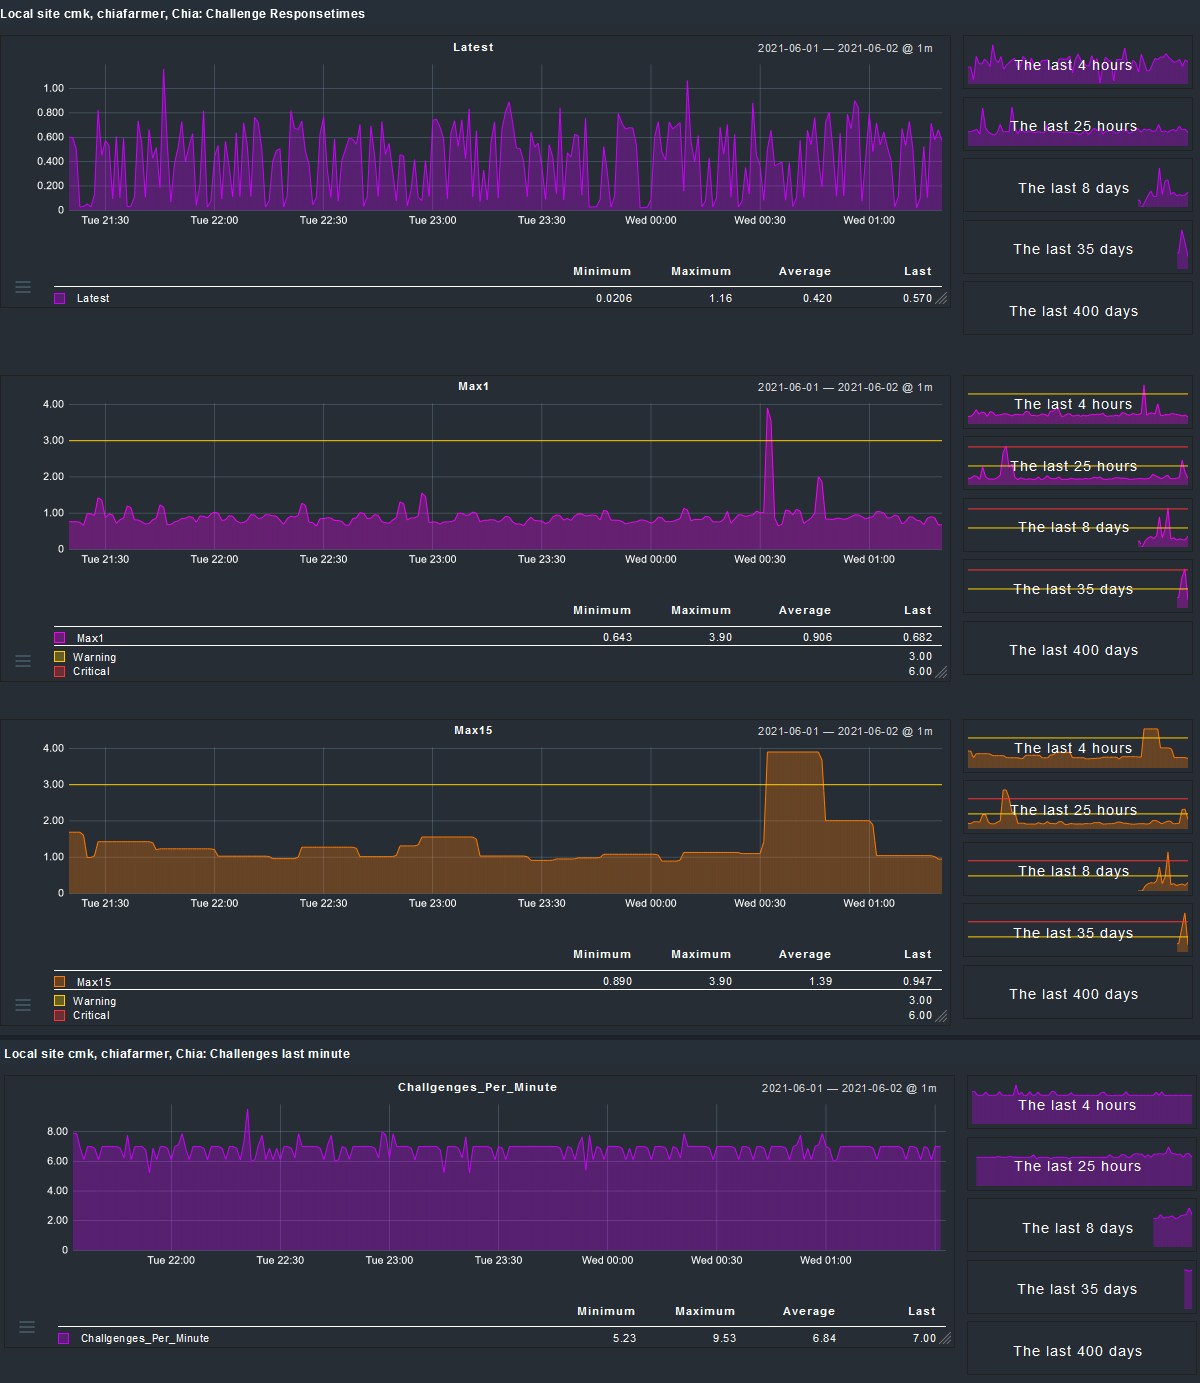 Local site cmk, chiafarmer, Chia: Challenge Responsetimes
Latest
2021-06-01 — 2021-06-02 @ 1m
1.00
0.800
0.600
0.400
0.200
0
Tue 21:30 Tue 22:00 Tue 22:30 Tue 23:00 Tue 23:30 Wed 00:00 Wed 00:30 Wed 01:00
Minimum Maximum Average Last
Latest 0.0206 1.16 0.420 0.570
The last 4 hours
The last 25 hours
The last 8 days
The last 35 days
The last 400 days
Max1
2021-06-01 — 2021-06-02 @ 1m
4.00
3.00
2.00
1.00
0
Tue 21:30 Tue 22:00 Tue 22:30 Tue 23:00 Tue 23:30 Wed 00:00 Wed 00:30 Wed 01:00
Minimum Maximum Average Last
Max1 0.643 3.90 0.906 0.682
Warning 3.00
Critical 6.00
The last 4 hours
The last 25 hours
The last 8 days
The last 35 days
The last 400 days
Max15
2021-06-01 — 2021-06-02 @ 1m
4.00
3.00
2.00
1.00
0
Tue 21:30 Tue 22:00 Tue 22:30 Tue 23:00 Tue 23:30 Wed 00:00 Wed 00:30 Wed 01:00
Minimum Maximum Average Last
Max15 0.890 3.90 1.39 0.947
Warning 3.00
Critical 6.00
The last 4 hours
The last 25 hours
The last 8 days
The last 35 days
The last 400 days
Local site cmk, chiafarmer, Chia: Challenges last minute
Challgenges_Per_Minute
2021-06-01 — 2021-06-02 @ 1m
8.00
6.00
4.00
2.00
0
Tue 22:00 Tue 22:30 Tue 23:00 Tue 23:30 Wed 00:00 Wed 00:30 Wed 01:00
Minimum Maximum Average Last
Challgenges_Per_Minute 5.23 9.53 6.84 7.00
The last 4 hours
The last 25 hours
The last 8 days
The last 35 days
The last 400 days